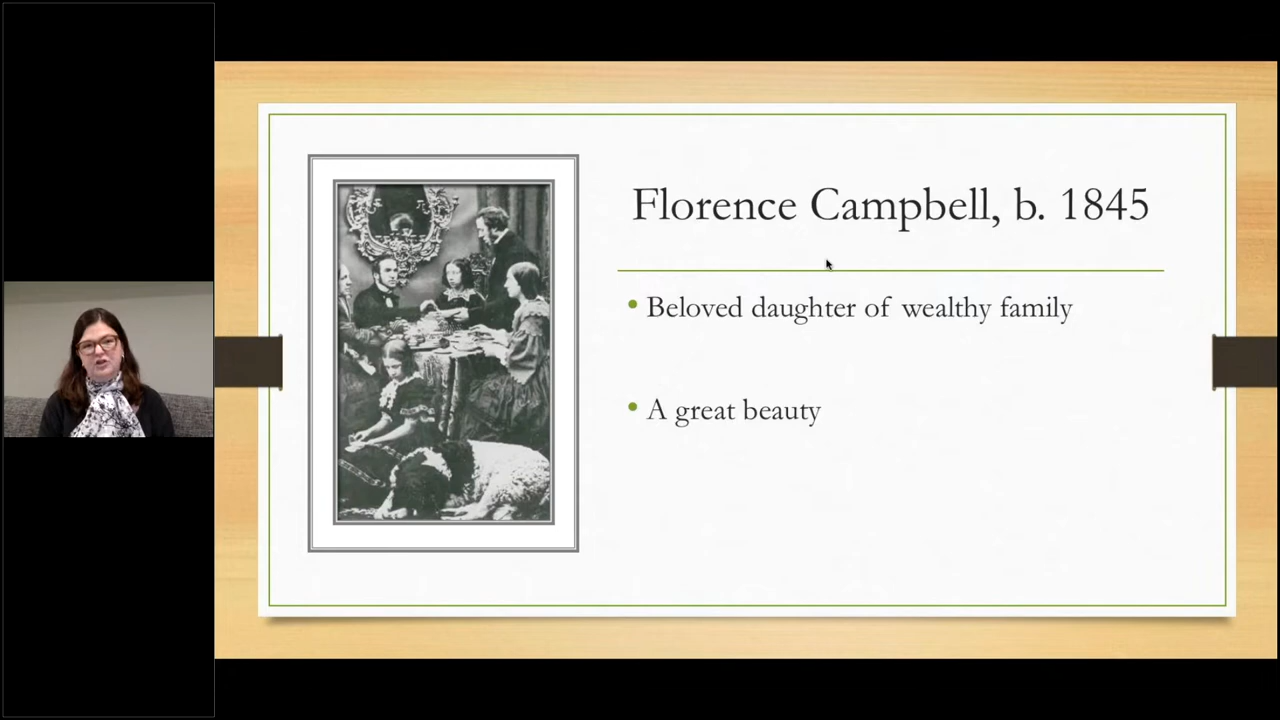 Florence Campbell, b. 1845
• Beloved daughter of wealthy family
• A great beauty